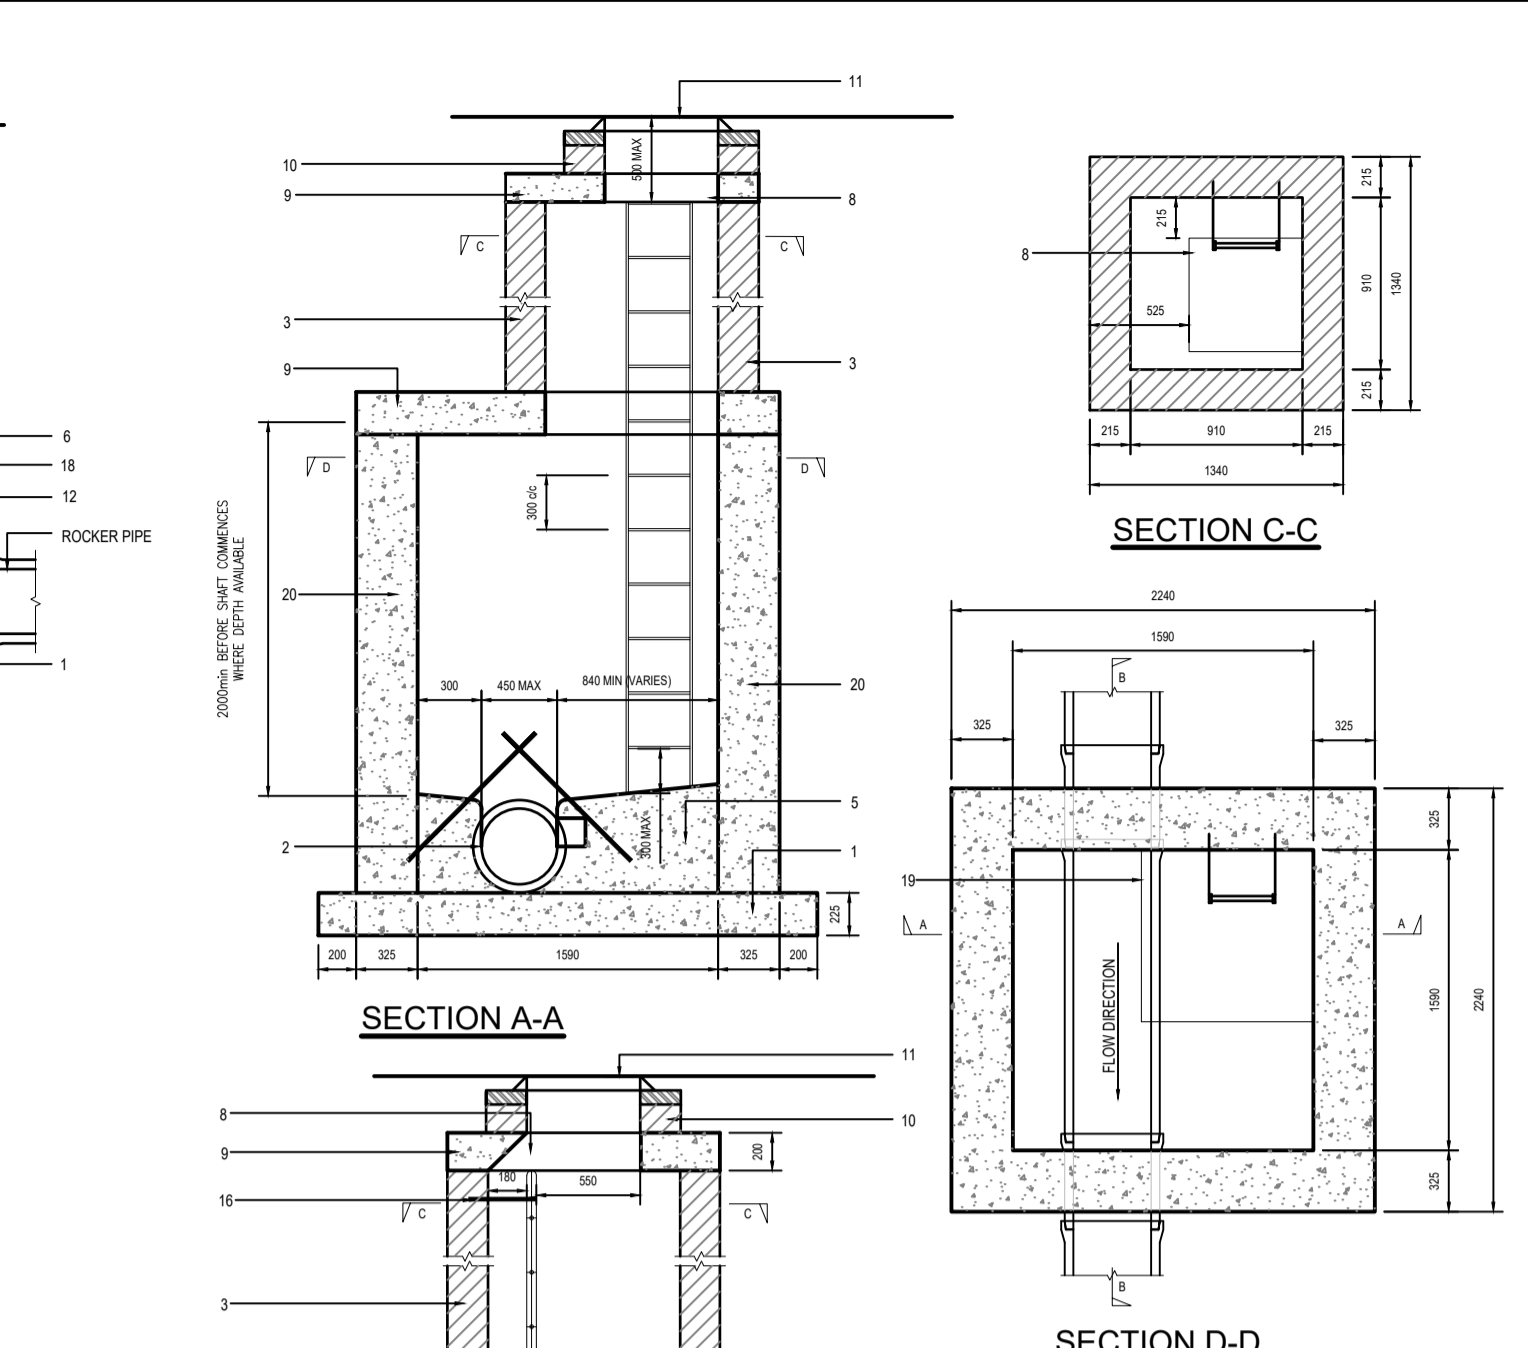 6
18
12
ROCKER PIPE
1
11
10
500 MAX
9
8
C
C
3
3
9
D
D
300 c/c
2000min BEFORE SHAFT COMMENCES
WHERE DEPTH AVAILABLE
20
20
300
450 MAX
840 MIN (VARIES)
5
300 MAX
2
1
225
200
325
1590
325
200
SECTION A-A
215
215
8
910
1340
525
215
215
910
215
1340
SECTION C-C
2240
1590
B
325
325
325
19
A
A
FLOW DIRECTION
1590
2240
325
B
SECTION D-D
11
8
10
9
200
180
550
16
C
C
3